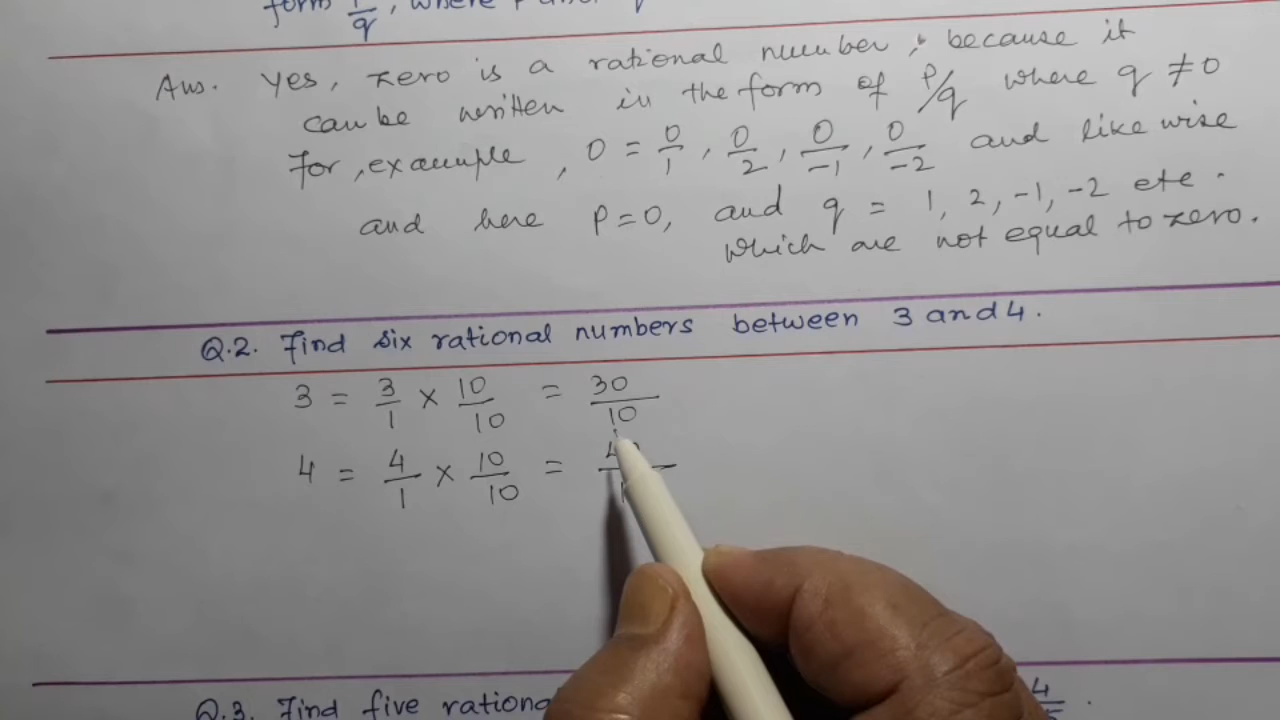 form p/q, where p and q
Ans. Yes, zero is a rational number, because it
can be written in the form of p/q where q ≠ 0
For, example, 0 = 0/1, 0/2, 0/-1, 0/-2 and likewise
and here P = 0, and q = 1, 2, -1, -2 etc.
which are not equal to zero.
Q.2. Find six rational numbers between 3 and 4.
3 = 3/1 × 10/10 = 30/10
4 = 4/1 × 10/10 =
Q.3. Find five